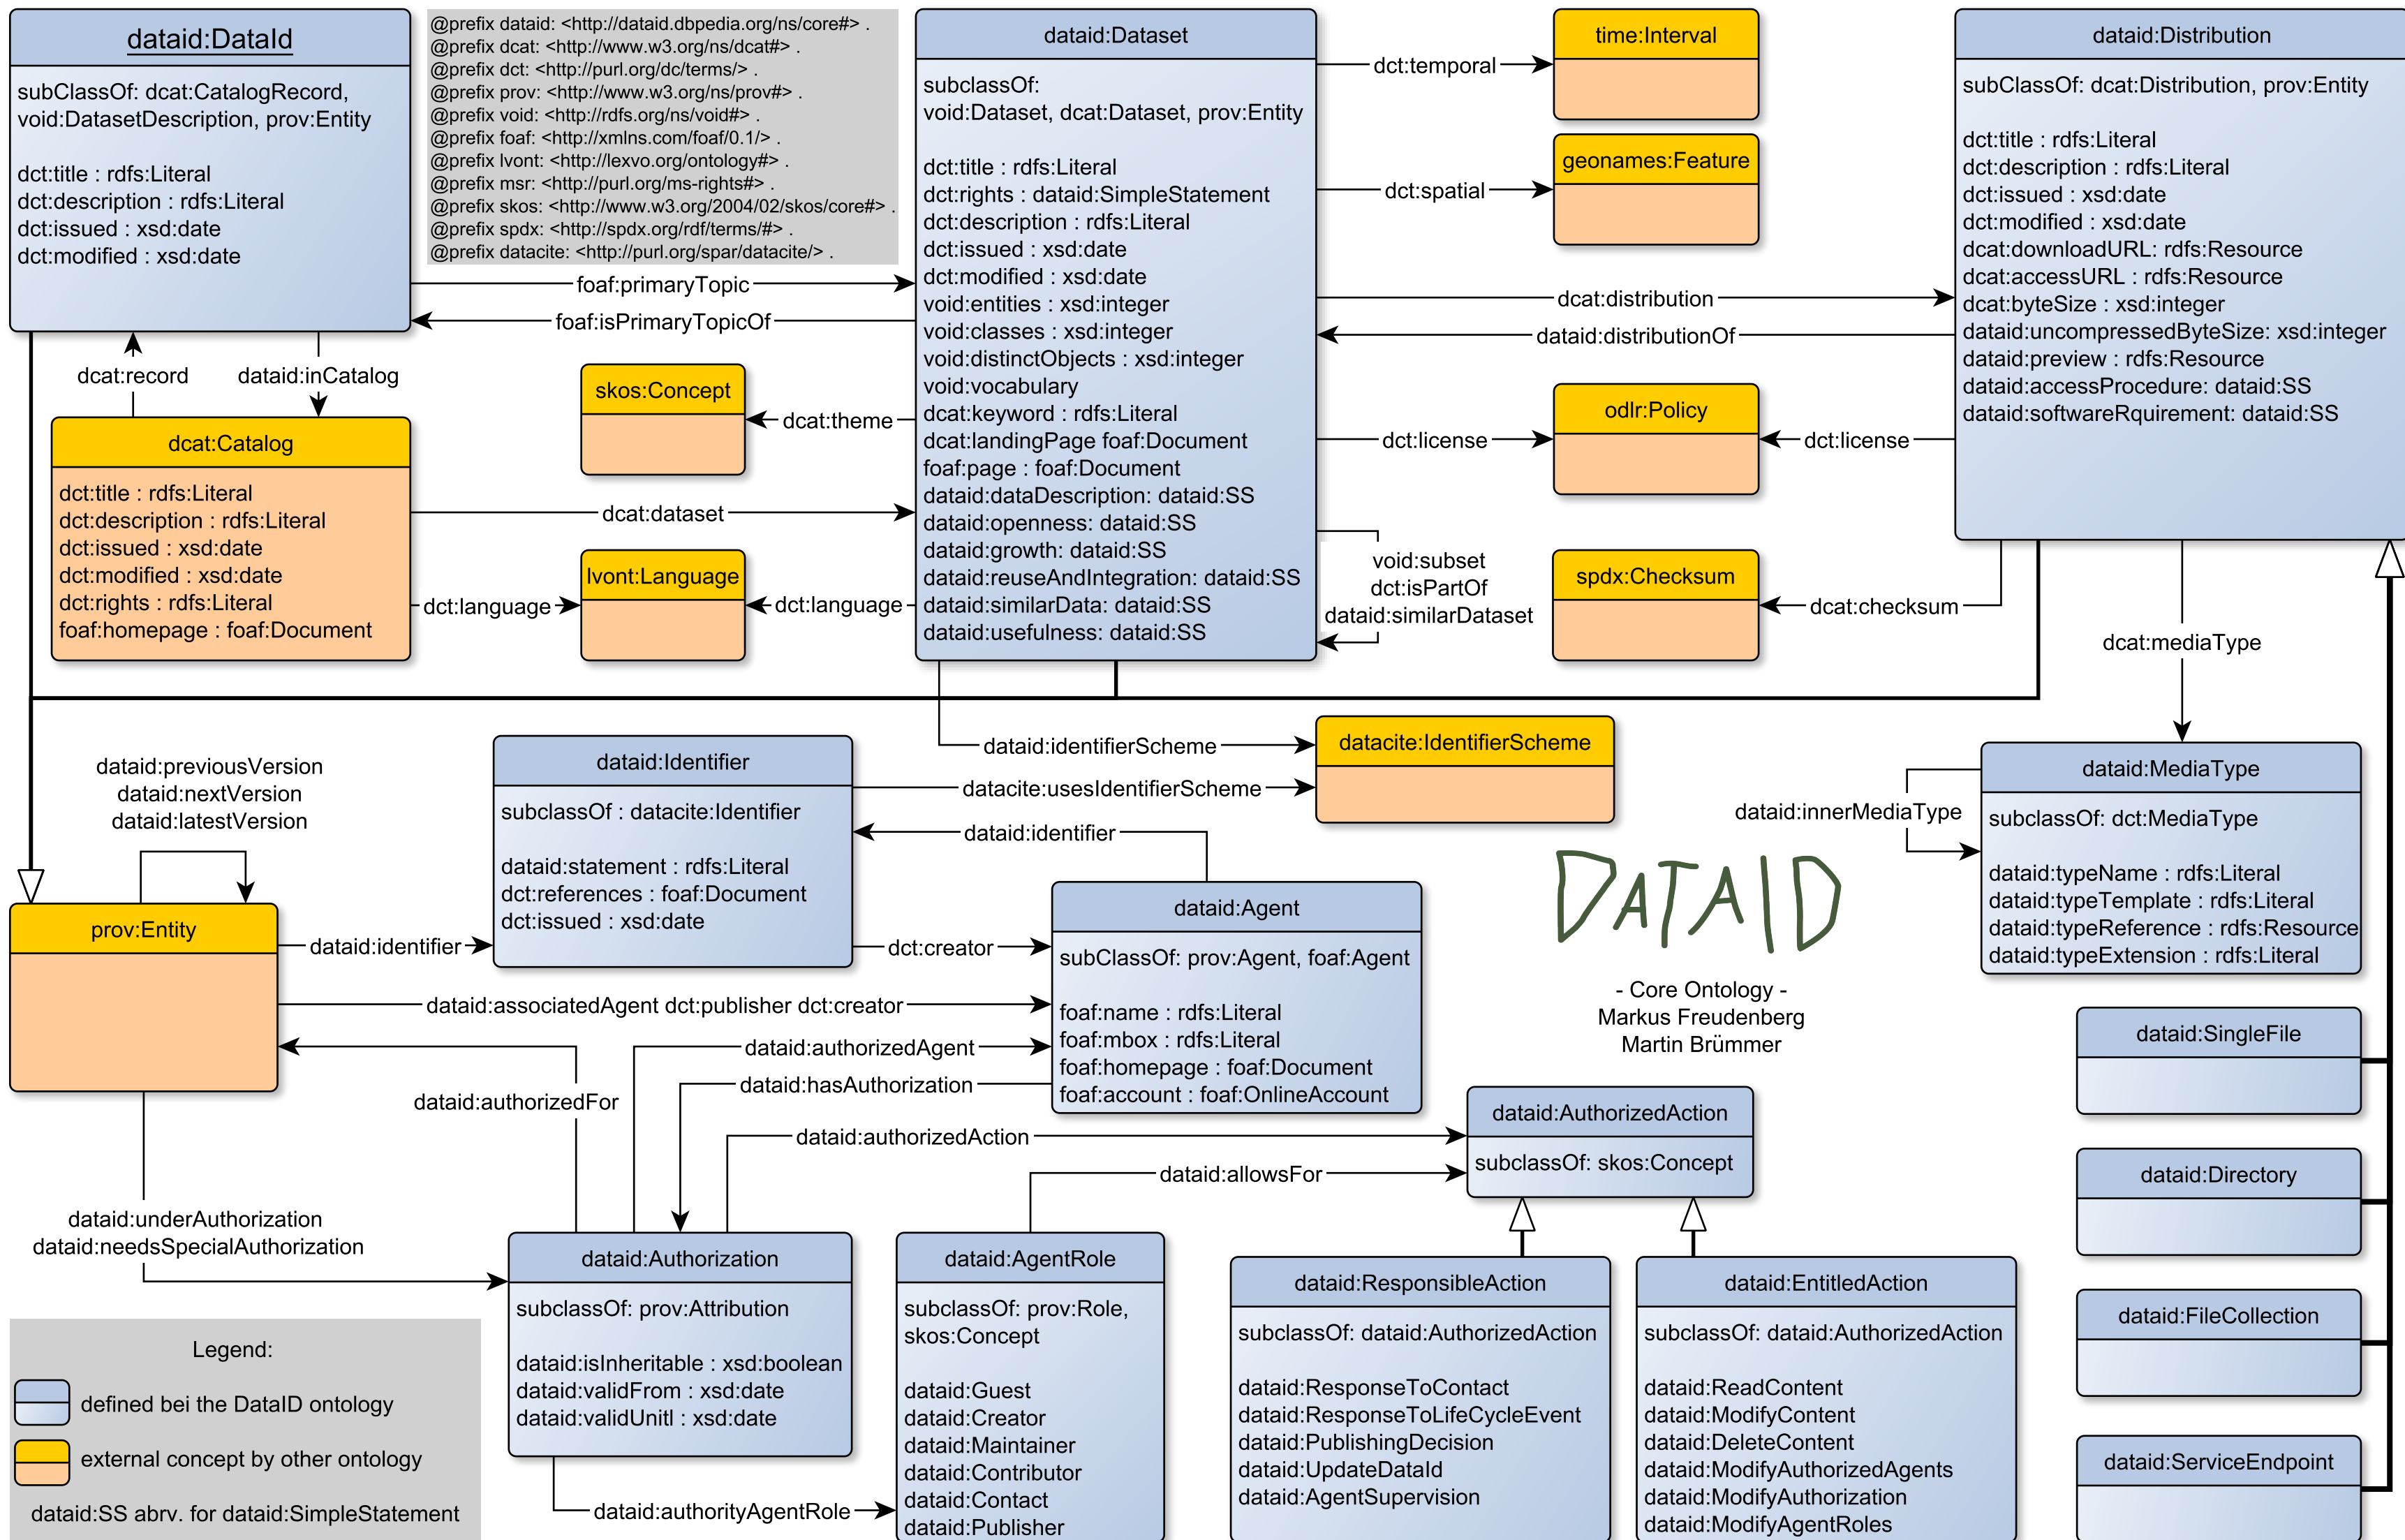 dataid:DataId
subClassOf: dcat:CatalogRecord,
void:DatasetDescription, prov:Entity
dct:title : rdfs:Literal
dct:description : rdfs:Literal
dct:issued : xsd:date
dct:modified : xsd:date
@prefix dataid: <http://dataid.dbpedia.org/ns/core#> .
@prefix dcat: <http://www.w3.org/ns/dcat#> .
@prefix dct: <http://purl.org/dc/terms/> .
@prefix prov: <http://www.w3.org/ns/prov#> .
@prefix void: <http://rdfs.org/ns/void#> .
@prefix foaf: <http://xmlns.com/foaf/0.1/> .
@prefix lvont: <http://lexvo.org/ontology#> .
@prefix msr: <http://purl.org/ms-rights#> .
@prefix skos: <http://www.w3.org/2004/02/skos/core#> .
@prefix spdx: <http://spdx.org/rdf/terms/#> .
@prefix datacite: <http://purl.org/spar/datacite/> .
dataid:Dataset
subclassOf:
void:Dataset, dcat:Dataset, prov:Entity
dct:title : rdfs:Literal
dct:rights : dataid:SimpleStatement
dct:description : rdfs:Literal
dct:issued : xsd:date
dct:modified : xsd:date
void:entities : xsd:integer
void:classes : xsd:integer
void:distinctObjects : xsd:integer
void:vocabulary
dcat:keyword : rdfs:Literal
dcat:landingPage foaf:Document
foaf:page : foaf:Document
dataid:dataDescription: dataid:SS
dataid:openness: dataid:SS
dataid:growth: dataid:SS
dataid:reuseAndIntegration: dataid:SS
dataid:similarData: dataid:SS
dataid:usefulness: dataid:SS
dct:temporal
time:Interval
dct:spatial
geonames:Feature
dataid:Distribution
subClassOf: dcat:Distribution, prov:Entity
dct:title : rdfs:Literal
dct:description : rdfs:Literal
dct:issued : xsd:date
dct:modified : xsd:date
dcat:downloadURL: rdfs:Resource
dcat:accessURL : rdfs:Resource
dcat:byteSize : xsd:integer
dataid:uncompressedByteSize: xsd:integer
dataid:preview : rdfs:Resource
dataid:accessProcedure: dataid:SS
dataid:softwareRquirement: dataid:SS
foaf:primaryTopic
foaf:isPrimaryTopicOf
dcat:distribution
dataid:distributionOf
dcat:record
dataid:inCatalog
skos:Concept
dcat:theme
dct:license
odlr:Policy
dct:license
dcat:Catalog
dct:title : rdfs:Literal
dct:description : rdfs:Literal
dct:issued : xsd:date
dct:modified : xsd:date
dct:rights : rdfs:Literal
foaf:homepage : foaf:Document
dcat:dataset
dct:language
lvont:Language
dct:language
void:subset
dct:isPartOf
dataid:similarDataset
spdx:Checksum
dcat:checksum
dcat:mediaType
dataid:identifierScheme
datacite:IdentifierScheme
datacite:usesIdentifierScheme
dataid:identifier
dataid:previousVersion
dataid:nextVersion
dataid:latestVersion
dataid:Identifier
subclassOf : datacite:Identifier
dataid:statement : rdfs:Literal
dct:references : foaf:Document
dct:issued : xsd:date
dataid:innerMediaType
dataid:MediaType
subclassOf: dct:MediaType
dataid:typeName : rdfs:Literal
dataid:typeTemplate : rdfs:Literal
dataid:typeReference : rdfs:Resource
dataid:typeExtension : rdfs:Literal
DATAID
- Core Ontology -
Markus Freudenberg
Martin Brümmer
prov:Entity
dataid:identifier
dct:creator
dataid:Agent
subClassOf: prov:Agent, foaf:Agent
foaf:name : rdfs:Literal
foaf:mbox : rdfs:Literal
foaf:homepage : foaf:Document
foaf:account : foaf:OnlineAccount
dataid:associatedAgent dct:publisher dct:creator
dataid:authorizedAgent
dataid:hasAuthorization
dataid:authorizedFor
dataid:authorizedAction
dataid:allowsFor
dataid:AuthorizedAction
subclassOf: skos:Concept
dataid:SingleFile
dataid:Directory
dataid:FileCollection
dataid:ServiceEndpoint
dataid:underAuthorization
dataid:needsSpecialAuthorization
dataid:Authorization
subclassOf: prov:Attribution
dataid:isInheritable : xsd:boolean
dataid:validFrom : xsd:date
dataid:validUnitl : xsd:date
dataid:authorityAgentRole
dataid:AgentRole
subclassOf: prov:Role,
skos:Concept
dataid:Guest
dataid:Creator
dataid:Maintainer
dataid:Contributor
dataid:Contact
dataid:Publisher
dataid:ResponsibleAction
subclassOf: dataid:AuthorizedAction
dataid:ResponseToContact
dataid:ResponseToLifeCycleEvent
dataid:PublishingDecision
dataid:UpdateDataId
dataid:AgentSupervision
dataid:EntitledAction
subclassOf: dataid:AuthorizedAction
dataid:ReadContent
dataid:ModifyContent
dataid:DeleteContent
dataid:ModifyAuthorizedAgents
dataid:ModifyAuthorization
dataid:ModifyAgentRoles
Legend:
defined bei the DataID ontology
external concept by other ontology
dataid:SS abrv. for dataid:SimpleStatement